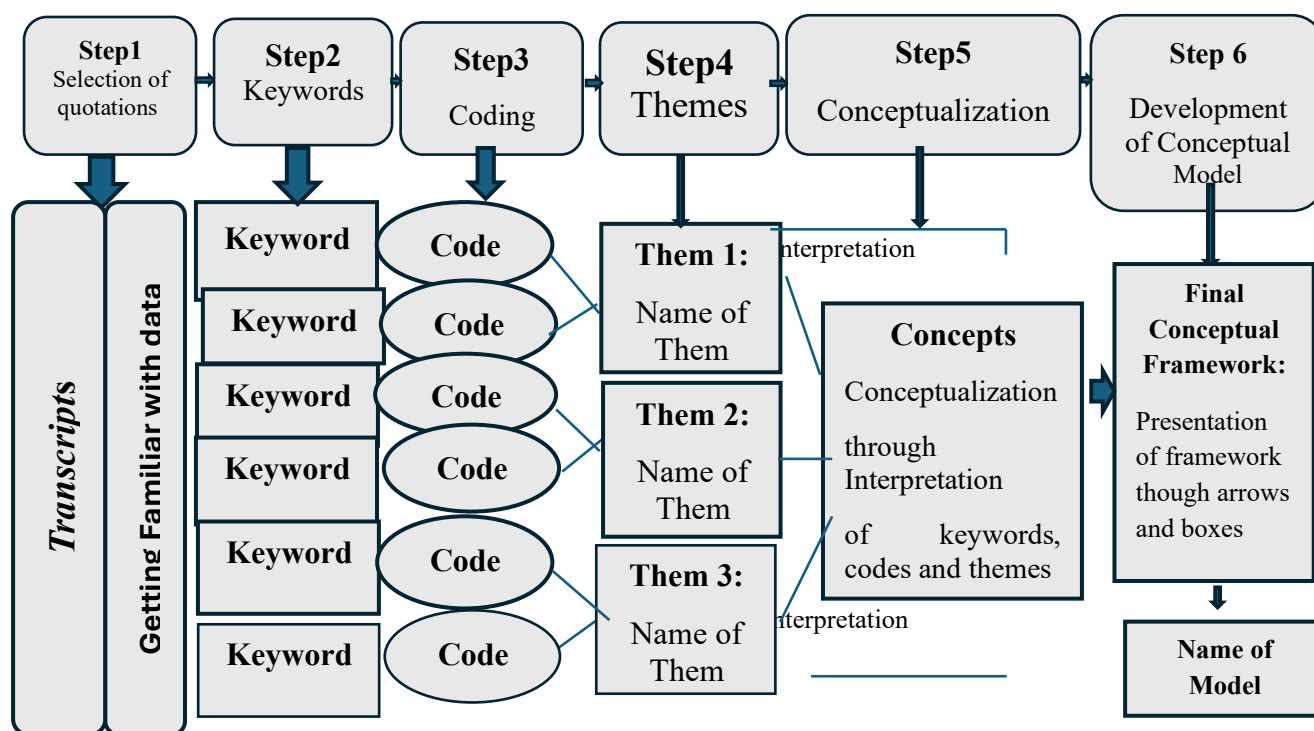 Step1
Selection of
quotations
Step2
Keywords
Step3
Coding
Step4
Themes
Step5
Conceptualization
Step 6
Development
of Conceptual
Model
Transcripts
Getting Familiar with data
Keyword
Keyword
Keyword
Keyword
Keyword
Keyword
Code
Code
Code
Code
Code
Code
Them 1:
Name of
Them
Them 2:
Name of
Them
Them 3:
Name of
Them
nterpretation
Concepts
Conceptualization
through
Interpretation
of keywords,
codes and themes
nterpretation
Final
Conceptual
Framework:
Presentation
of framework
though arrows
and boxes
Name of
Model